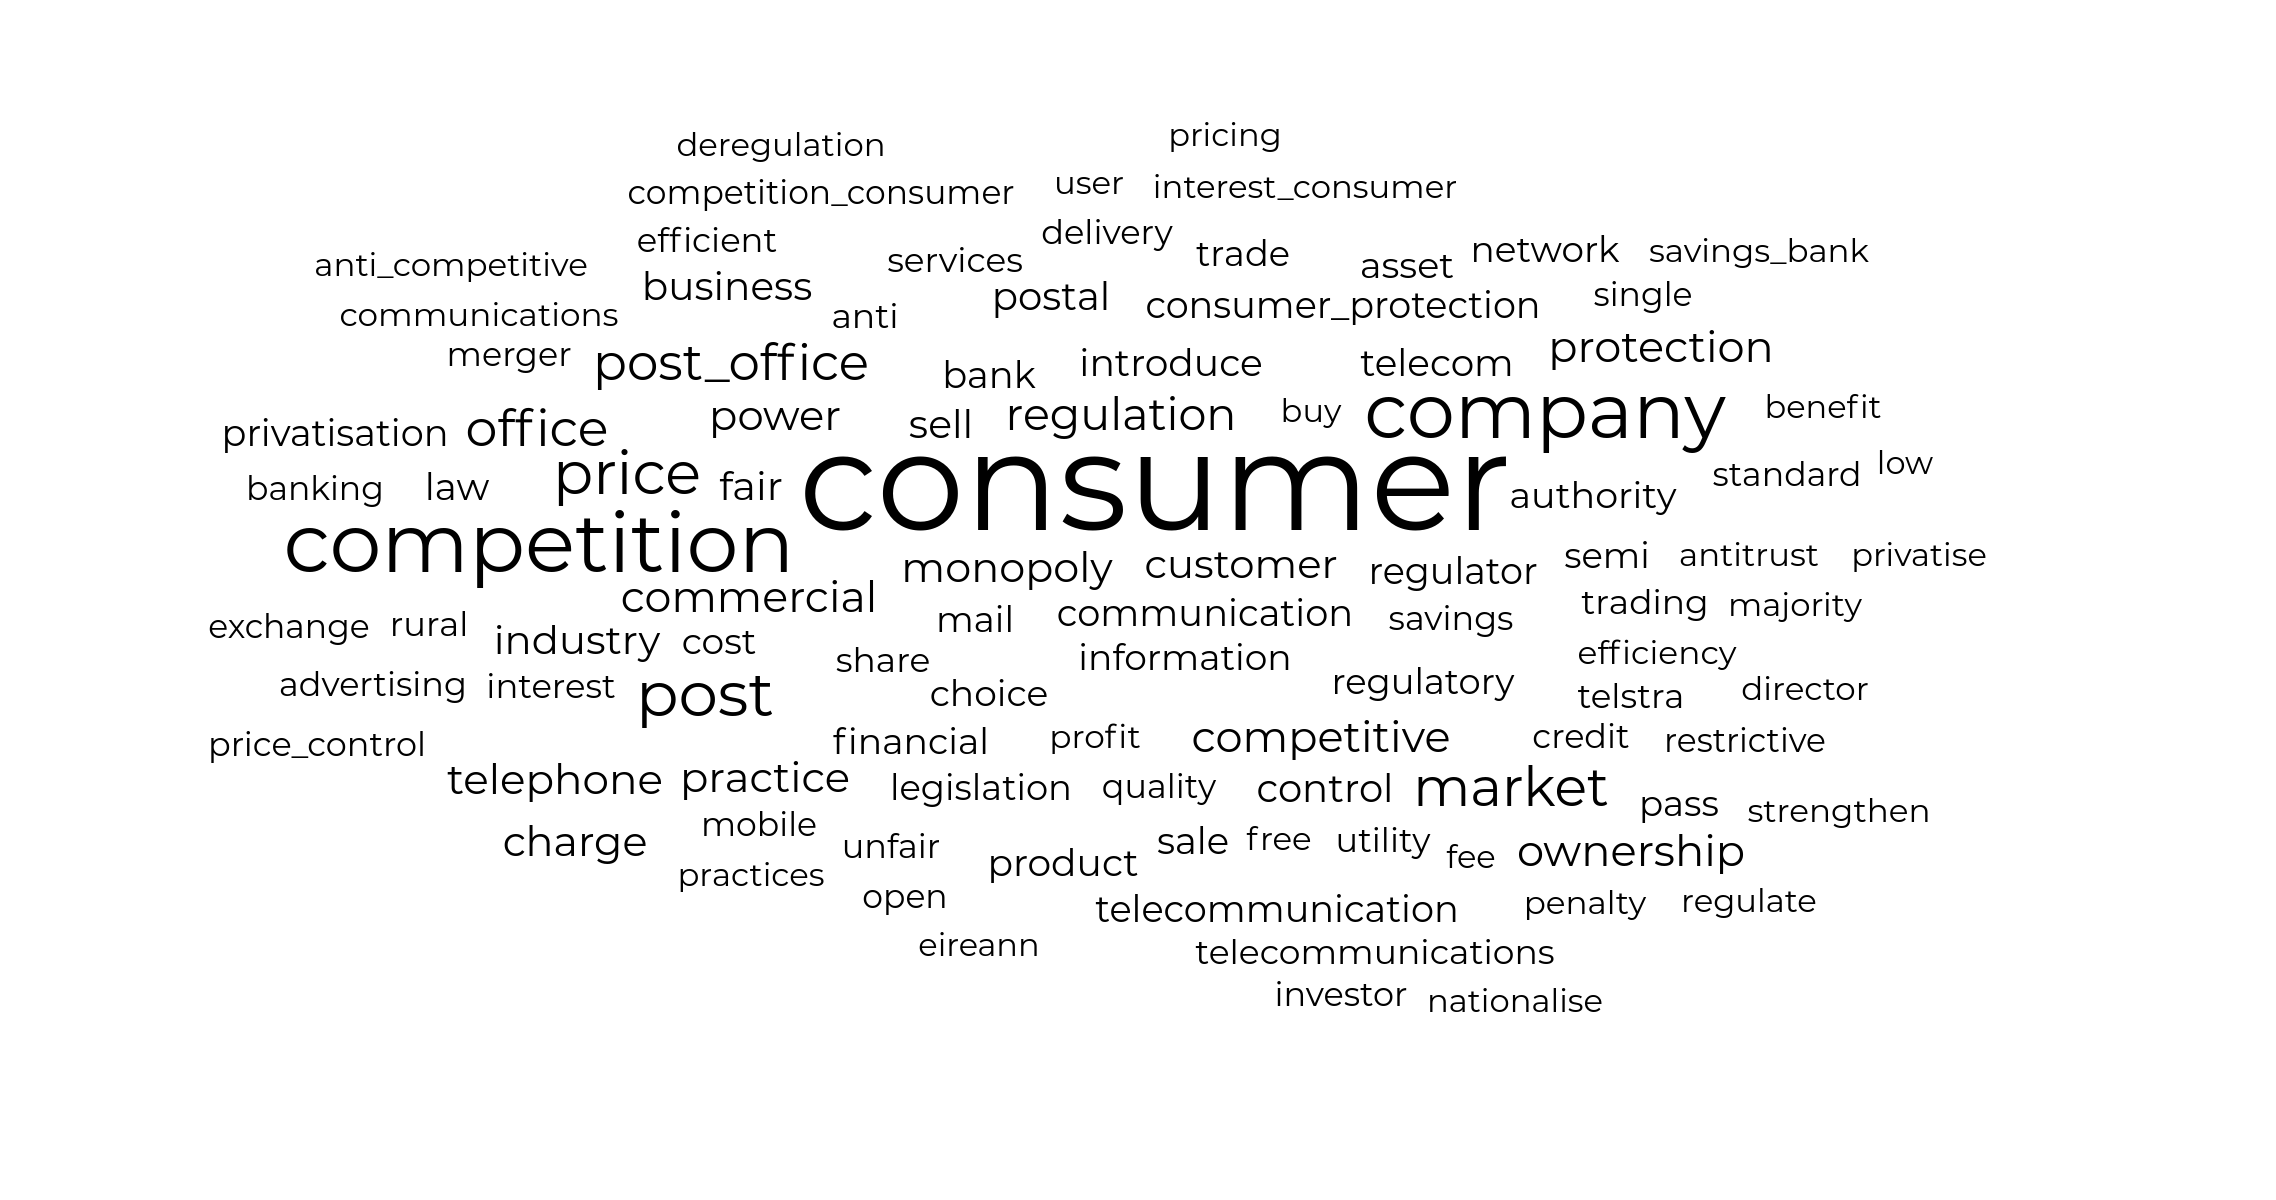 pricing
deregulation
user interest_consumer
competition_consumer
delivery
efficient
trade network savings_bank
services
anti_competitive asset
business postal consumer_protection single
communications anti
merger post_office introduce telecom protection
bank
privatisation office power sell regulation buy company benefit
price fair consumer standard low
banking law authority
competition
monopoly customer regulator semi antitrust privatise
commercial trading majority
exchange rural mail communication savings
industry cost
share information efficiency
advertising interest choice regulatory telstra director
post
price_control financial profit competitive credit restrictive
telephone practice legislation quality control market
pass strengthen
mobile
charge unfair sale free utility fee ownership
practices product
open telecommunication penalty regulate
eireann telecommunications
investor nationalise